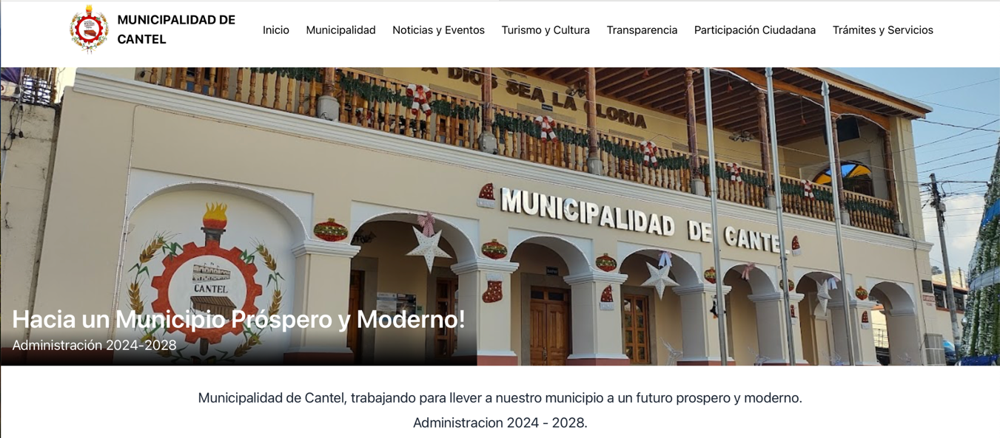 MUNICIPALIDAD DE
CANTEL
Inicio
Municipalidad
Noticias y Eventos
Turismo y Cultura
Transparencia
Participación Ciudadana
Trámites y Servicios
A DIOS SEA LA GLORIA
MUNICIPALIDAD DE CANTEL
CANTEL
Hacia un Municipio Próspero y Moderno!
Administración 2024-2028
Municipalidad de Cantel, trabajando para llever a nuestro municipio a un futuro prospero y moderno.
Administracion 2024 - 2028.